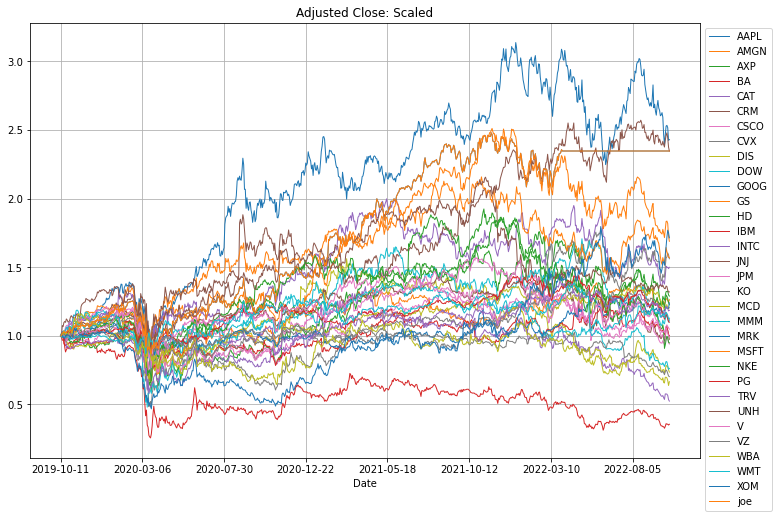 Adjusted Close: Scaled
3.0
2.5
2.0
1.5
1.0
0.5
2019-10-11 2020-03-06 2020-07-30 2020-12-22 2021-05-18 2021-10-12 2022-03-10 2022-08-05
Date
AAPL
AMGN
AXP
BA
CAT
CRM
CSCO
CVX
DIS
DOW
GOOG
GS
HD
IBM
INTC
JNJ
JPM
KO
MCD
MMM
MRK
MSFT
NKE
PG
TRV
UNH
V
VZ
WBA
WMT
XOM
joe